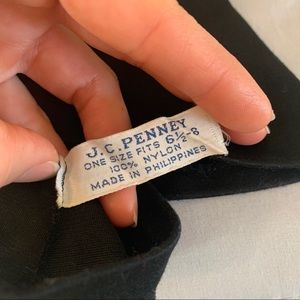 J.C.PENNEY
ONE SIZE FITS 6½-8
100% NYLON
MADE IN PHILIPPINES